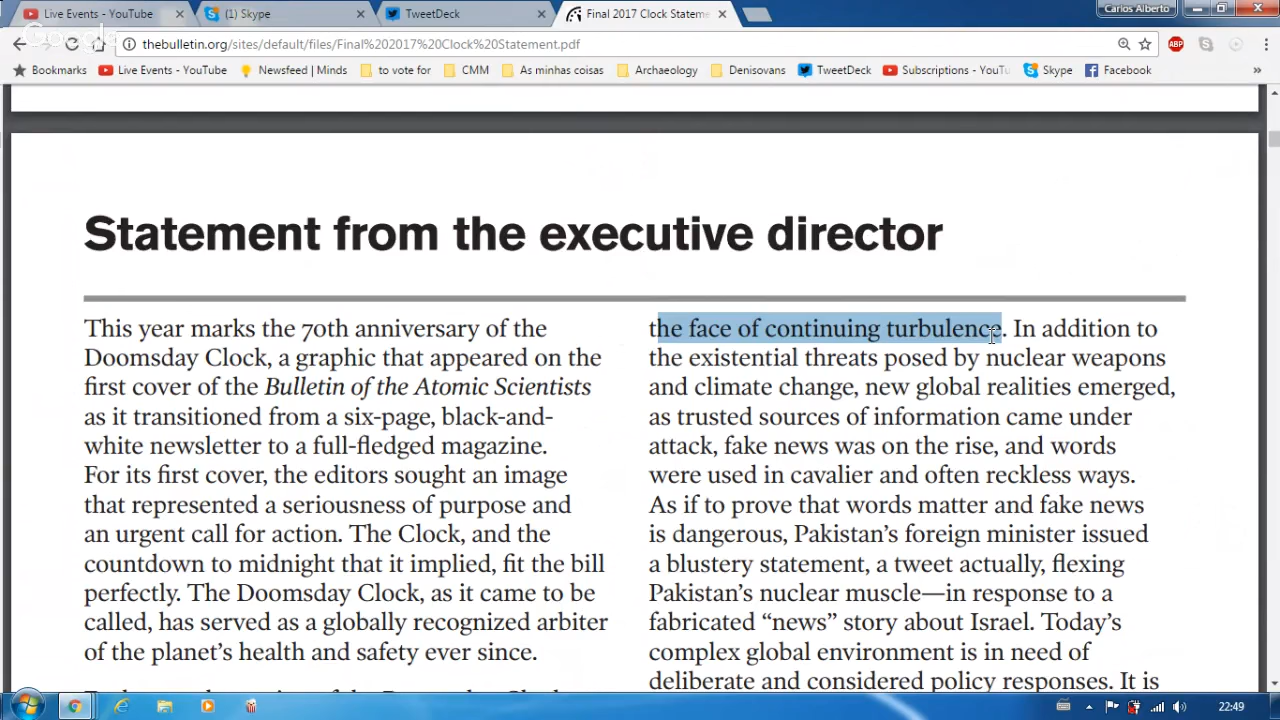 Live Events - YouTube
(1) Skype
TweetDeck
Final 2017 Clock Stateme
Carlos Alberto
Google
thebulletin.org/sites/default/files/Final%202017%20Clock%20Statement.pdf
ABP
Bookmarks
Live Events - YouTube
Newsfeed | Minds
to vote for
CMM
As minhas coisas
Archaeology
Denisovans
TweetDeck
Subscriptions - YouTu
Skype
Facebook
»
Statement from the executive director
This year marks the 70th anniversary of the
Doomsday Clock, a graphic that appeared on the
first cover of the Bulletin of the Atomic Scientists
as it transitioned from a six-page, black-and-
white newsletter to a full-fledged magazine.
For its first cover, the editors sought an image
that represented a seriousness of purpose and
an urgent call for action. The Clock, and the
countdown to midnight that it implied, fit the bill
perfectly. The Doomsday Clock, as it came to be
called, has served as a globally recognized arbiter
of the planet's health and safety ever since.
the face of continuing turbulence. In addition to
the existential threats posed by nuclear weapons
and climate change, new global realities emerged,
as trusted sources of information came under
attack, fake news was on the rise, and words
were used in cavalier and often reckless ways.
As if to prove that words matter and fake news
is dangerous, Pakistan's foreign minister issued
a blustery statement, a tweet actually, flexing
Pakistan's nuclear muscle—in response to a
fabricated “news” story about Israel. Today's
complex global environment is in need of
deliberate and considered policy responses. It is
22:49